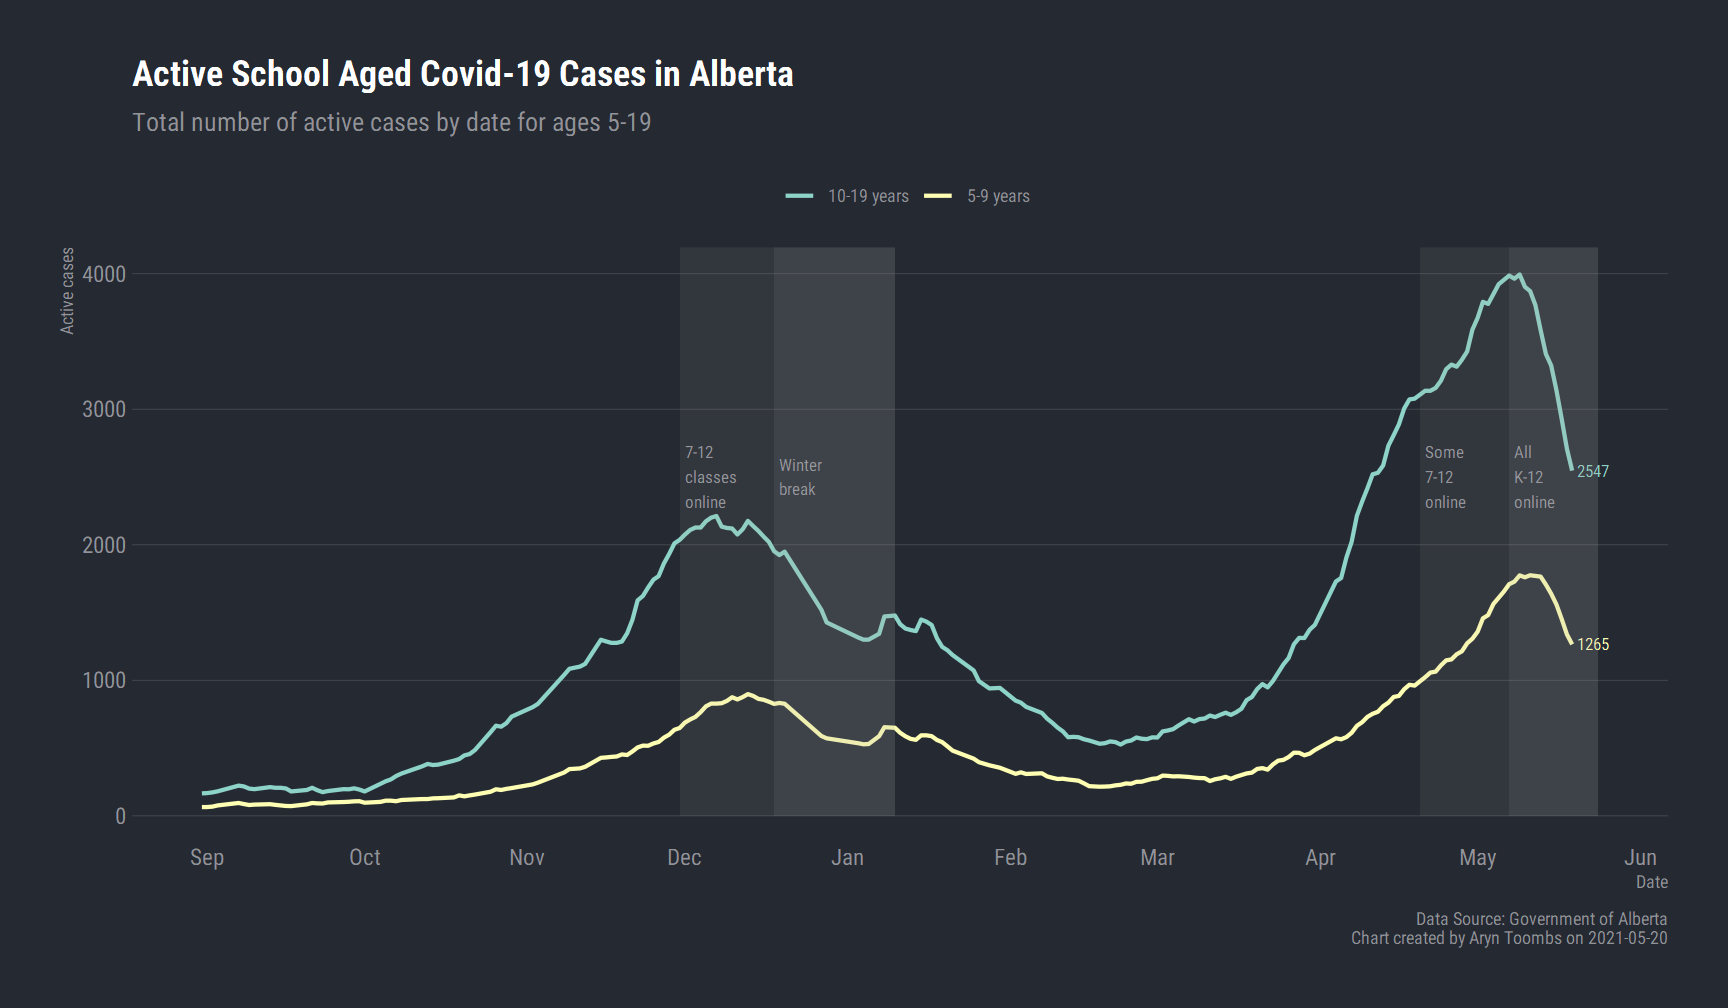 Active School Aged Covid-19 Cases in Alberta
Total number of active cases by date for ages 5-19
10-19 years
5-9 years
Active cases
4000
3000
2000
1000
0
7-12
classes
online
Winter
break
Some
7-12
online
All
K-12
online
2547
1265
Sep
Oct
Nov
Dec
Jan
Feb
Mar
Apr
May
Jun
Date
Data Source: Government of Alberta
Chart created by Aryn Toombs on 2021-05-20